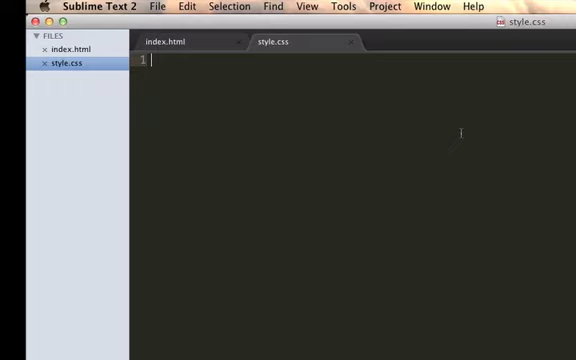 Sublime Text 2 File Edit Selection Find View Tools Project Window Help
style.css
FILES
index.html
style.css
index.html
style.css
1